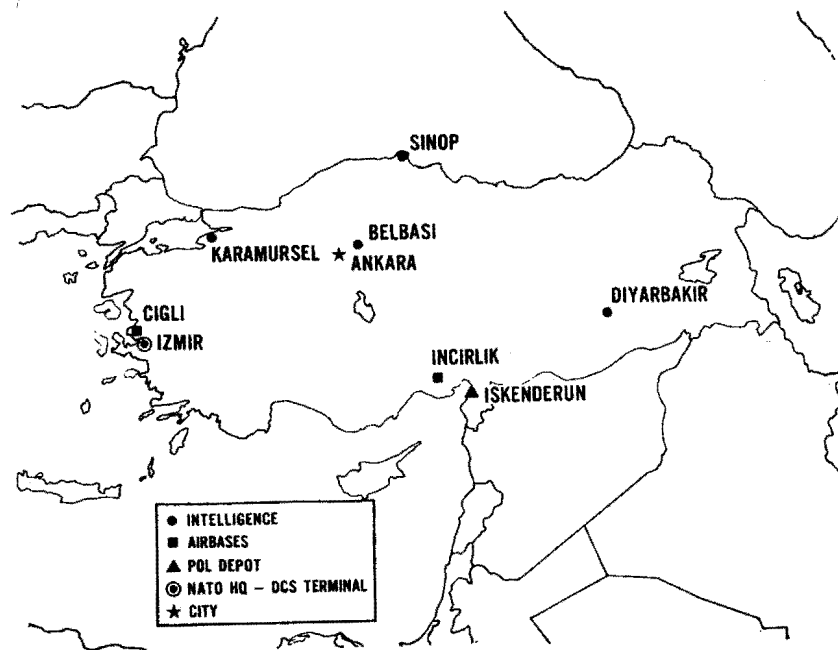 SINOP
BELBASI
KARAMURSEL
ANKARA
DIYARBAKIR
CIGLI
IZMIR
INCIRLIK
ISKENDERUN
INTELLIGENCE
AIRBASES
POL DEPOT
NATO HQ – DCS TERMINAL
CITY